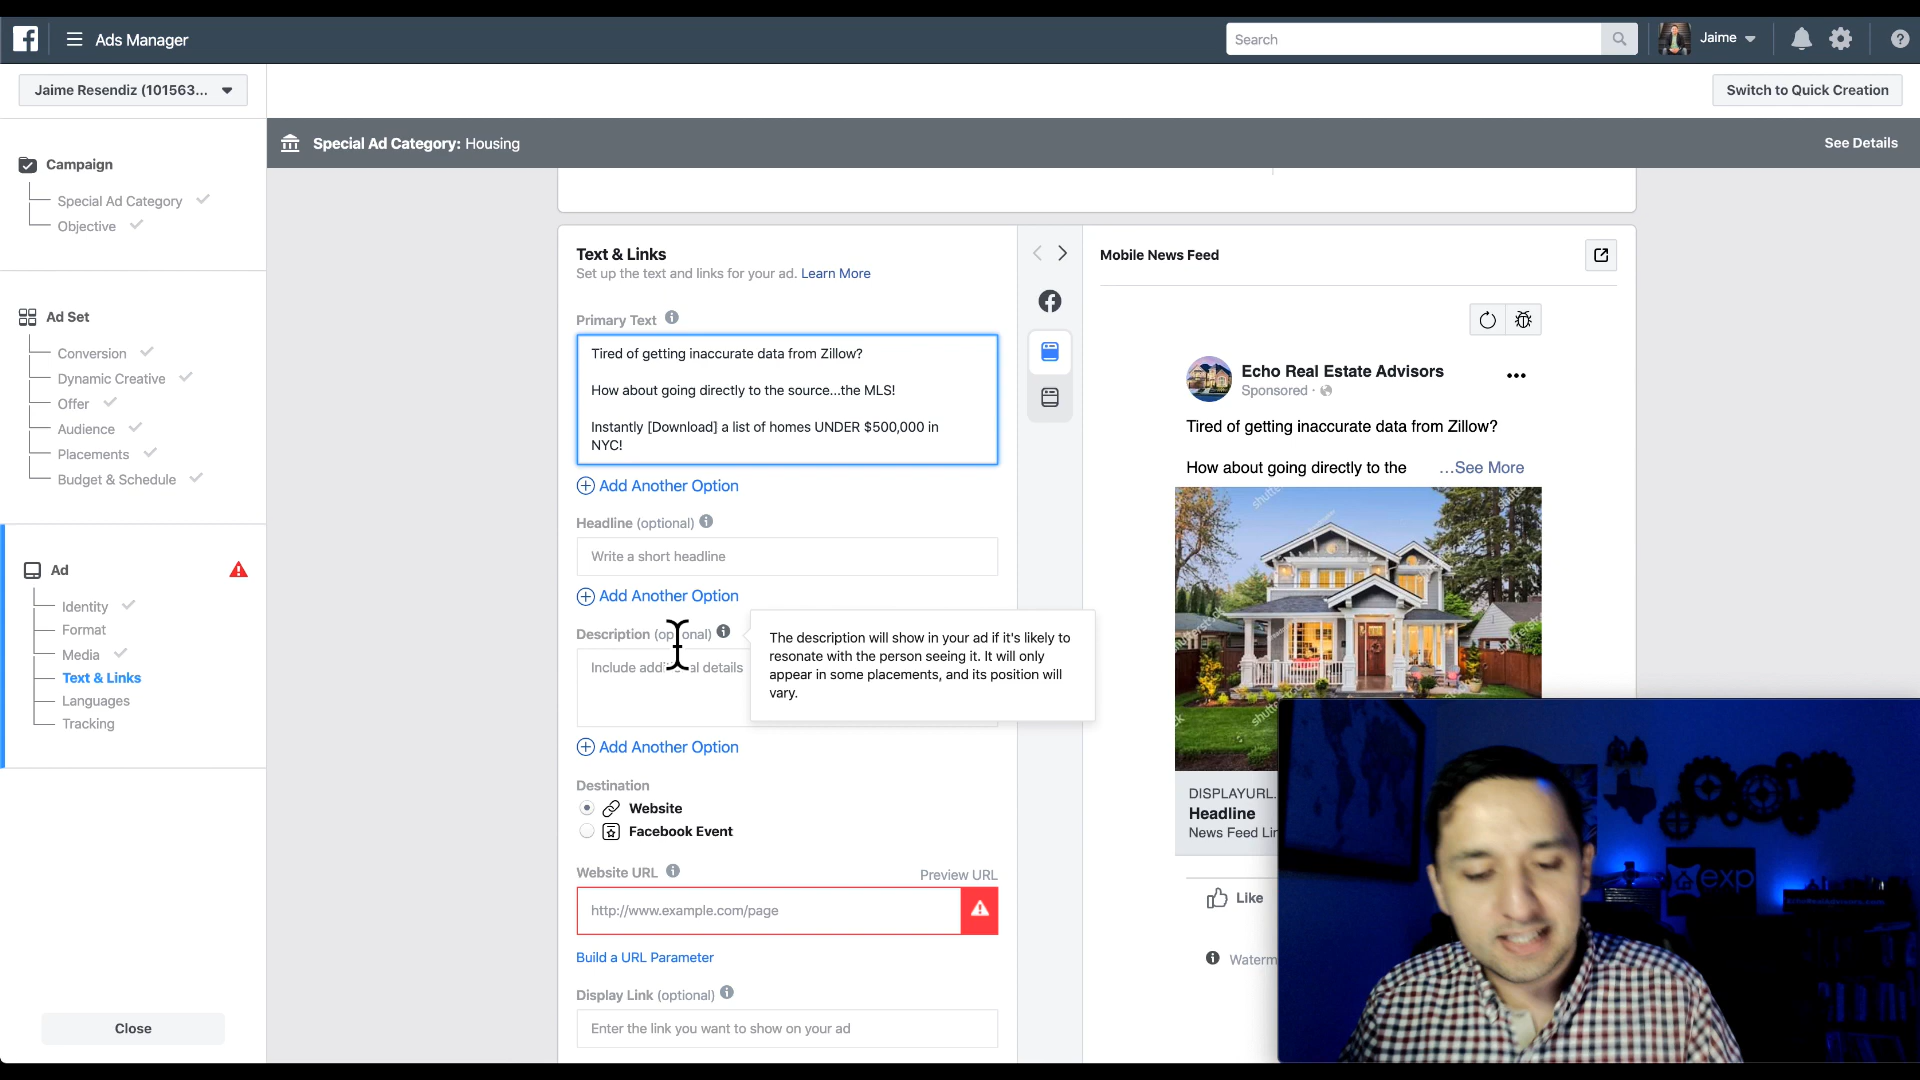 Ads Manager
Search
Jaime
Jaime Resendiz (101563...
Switch to Quick Creation
Special Ad Category: Housing
See Details
Campaign
Special Ad Category
Objective
Ad Set
Conversion
Dynamic Creative
Offer
Audience
Placements
Budget & Schedule
Ad
Identity
Format
Media
Text & Links
Languages
Tracking
Close
Text & Links
Set up the text and links for your ad. Learn More
Primary Text
Tired of getting inaccurate data from Zillow?
How about going directly to the source...the MLS!
Instantly [Download] a list of homes UNDER $500,000 in
NYC!
Add Another Option
Headline (optional)
Write a short headline
Add Another Option
Description (optional)
Include additional details
The description will show in your ad if it's likely to
resonate with the person seeing it. It will only
appear in some placements, and its position will
vary.
Add Another Option
Destination
Website
Facebook Event
Website URL
Preview URL
http://www.example.com/page
Build a URL Parameter
Display Link (optional)
Enter the link you want to show on your ad
Mobile News Feed
Echo Real Estate Advisors
Sponsored ·
Tired of getting inaccurate data from Zillow?
How about going directly to the ...See More
DISPLAYURL.
Headline
News Feed Lin
Like
Waterm
exp